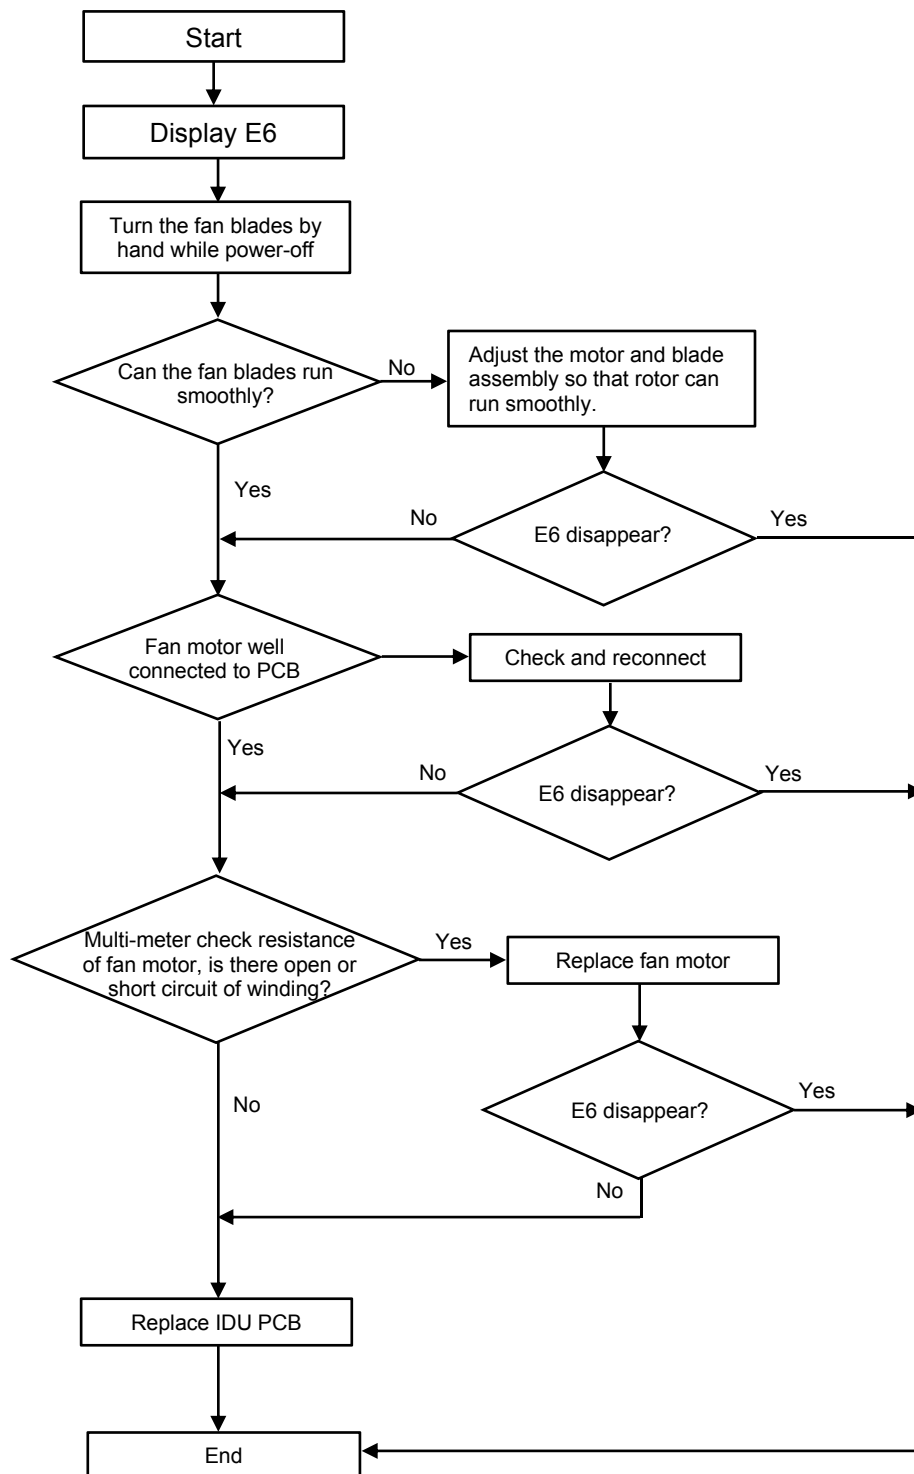 Start
Display E6
Turn the fan blades by
hand while power-off
Can the fan blades run
smoothly?
No
Adjust the motor and blade
assembly so that rotor can
run smoothly.
Yes
No
E6 disappear?
Yes
Fan motor well
connected to PCB
Check and reconnect
Yes
No
E6 disappear?
Yes
Multi-meter check resistance
of fan motor, is there open or
short circuit of winding?
Yes
Replace fan motor
No
E6 disappear?
Yes
No
Replace IDU PCB
End